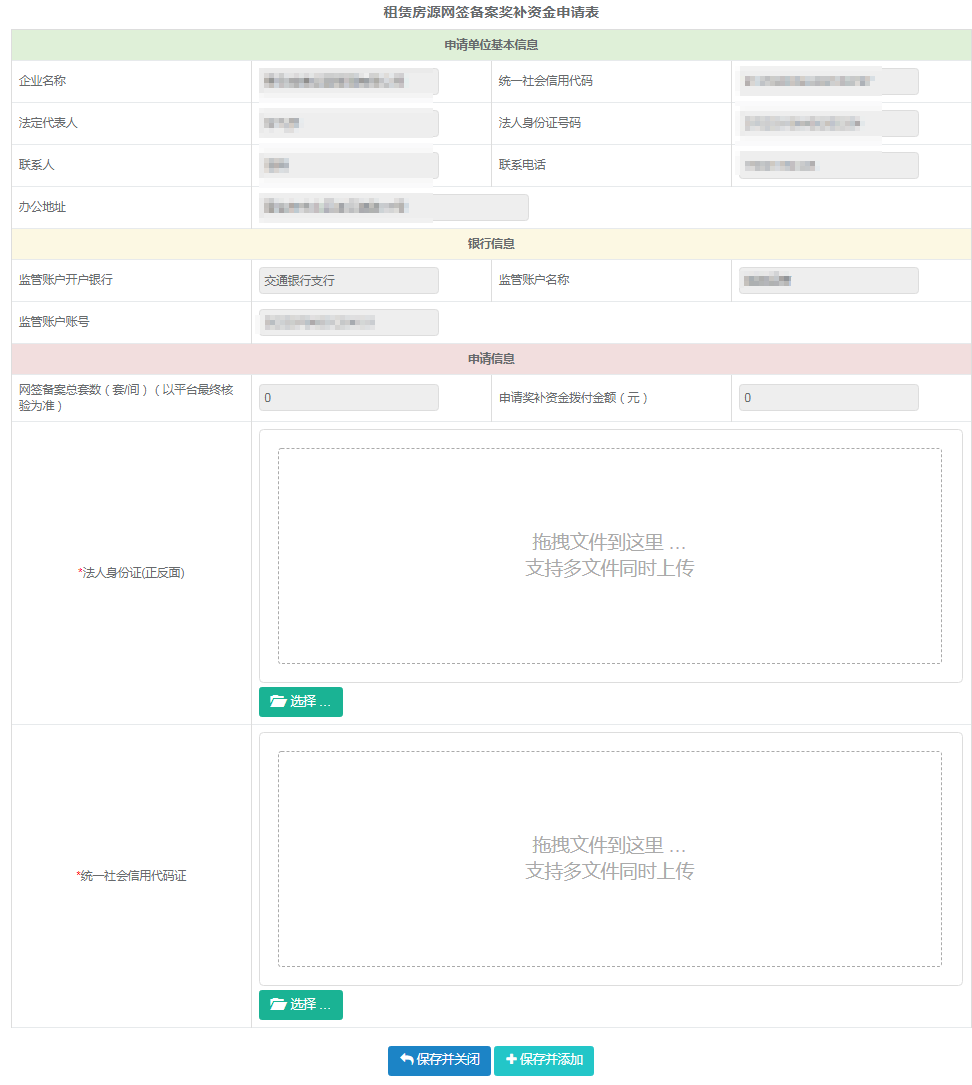 租赁房源网签备案奖补资金申请表
申请单位基本信息
企业名称
统一社会信用代码
法定代表人
法人身份证号码
联系人
联系电话
办公地址
银行信息
监管账户开户银行
交通银行支行
监管账户名称
监管账户账号
申请信息
网签备案总套数（套/间）（以平台最终核
验为准）
0
申请奖补资金拨付金额（元）
0
*法人身份证(正反面)
拖拽文件到这里 …
支持多文件同时上传
选择 …
*统一社会信用代码证
拖拽文件到这里 …
支持多文件同时上传
选择 …
保存并关闭
保存并添加